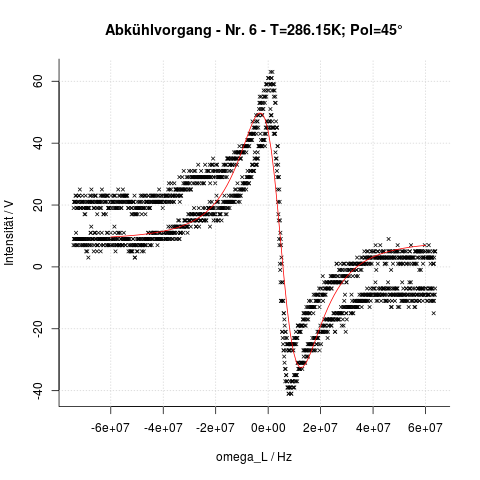 Abkühlvorgang - Nr. 6 - T=286.15K; Pol=45°
Intensität / V
60
40
20
0
-20
-40
-6e+07 -4e+07 -2e+07 0e+00 2e+07 4e+07 6e+07
omega_L / Hz